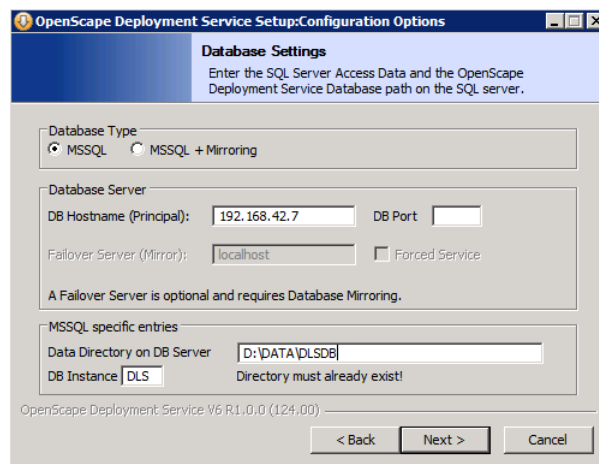 OpenScape Deployment Service Setup:Configuration Options
Database Settings
Enter the SQL Server Access Data and the OpenScape
Deployment Service Database path on the SQL server.
Database Type
MSSQL MSSQL + Mirroring
Database Server
DB Hostname (Principal): 192.168.42.7 DB Port
Failover Server (Mirror): localhost Forced Service
A Failover Server is optional and requires Database Mirroring.
MSSQL specific entries
Data Directory on DB Server D:\DATA\DLSDB
DB Instance DLS Directory must already exist!
OpenScape Deployment Service V6 R1.0.0 (124.00)
< Back Next > Cancel